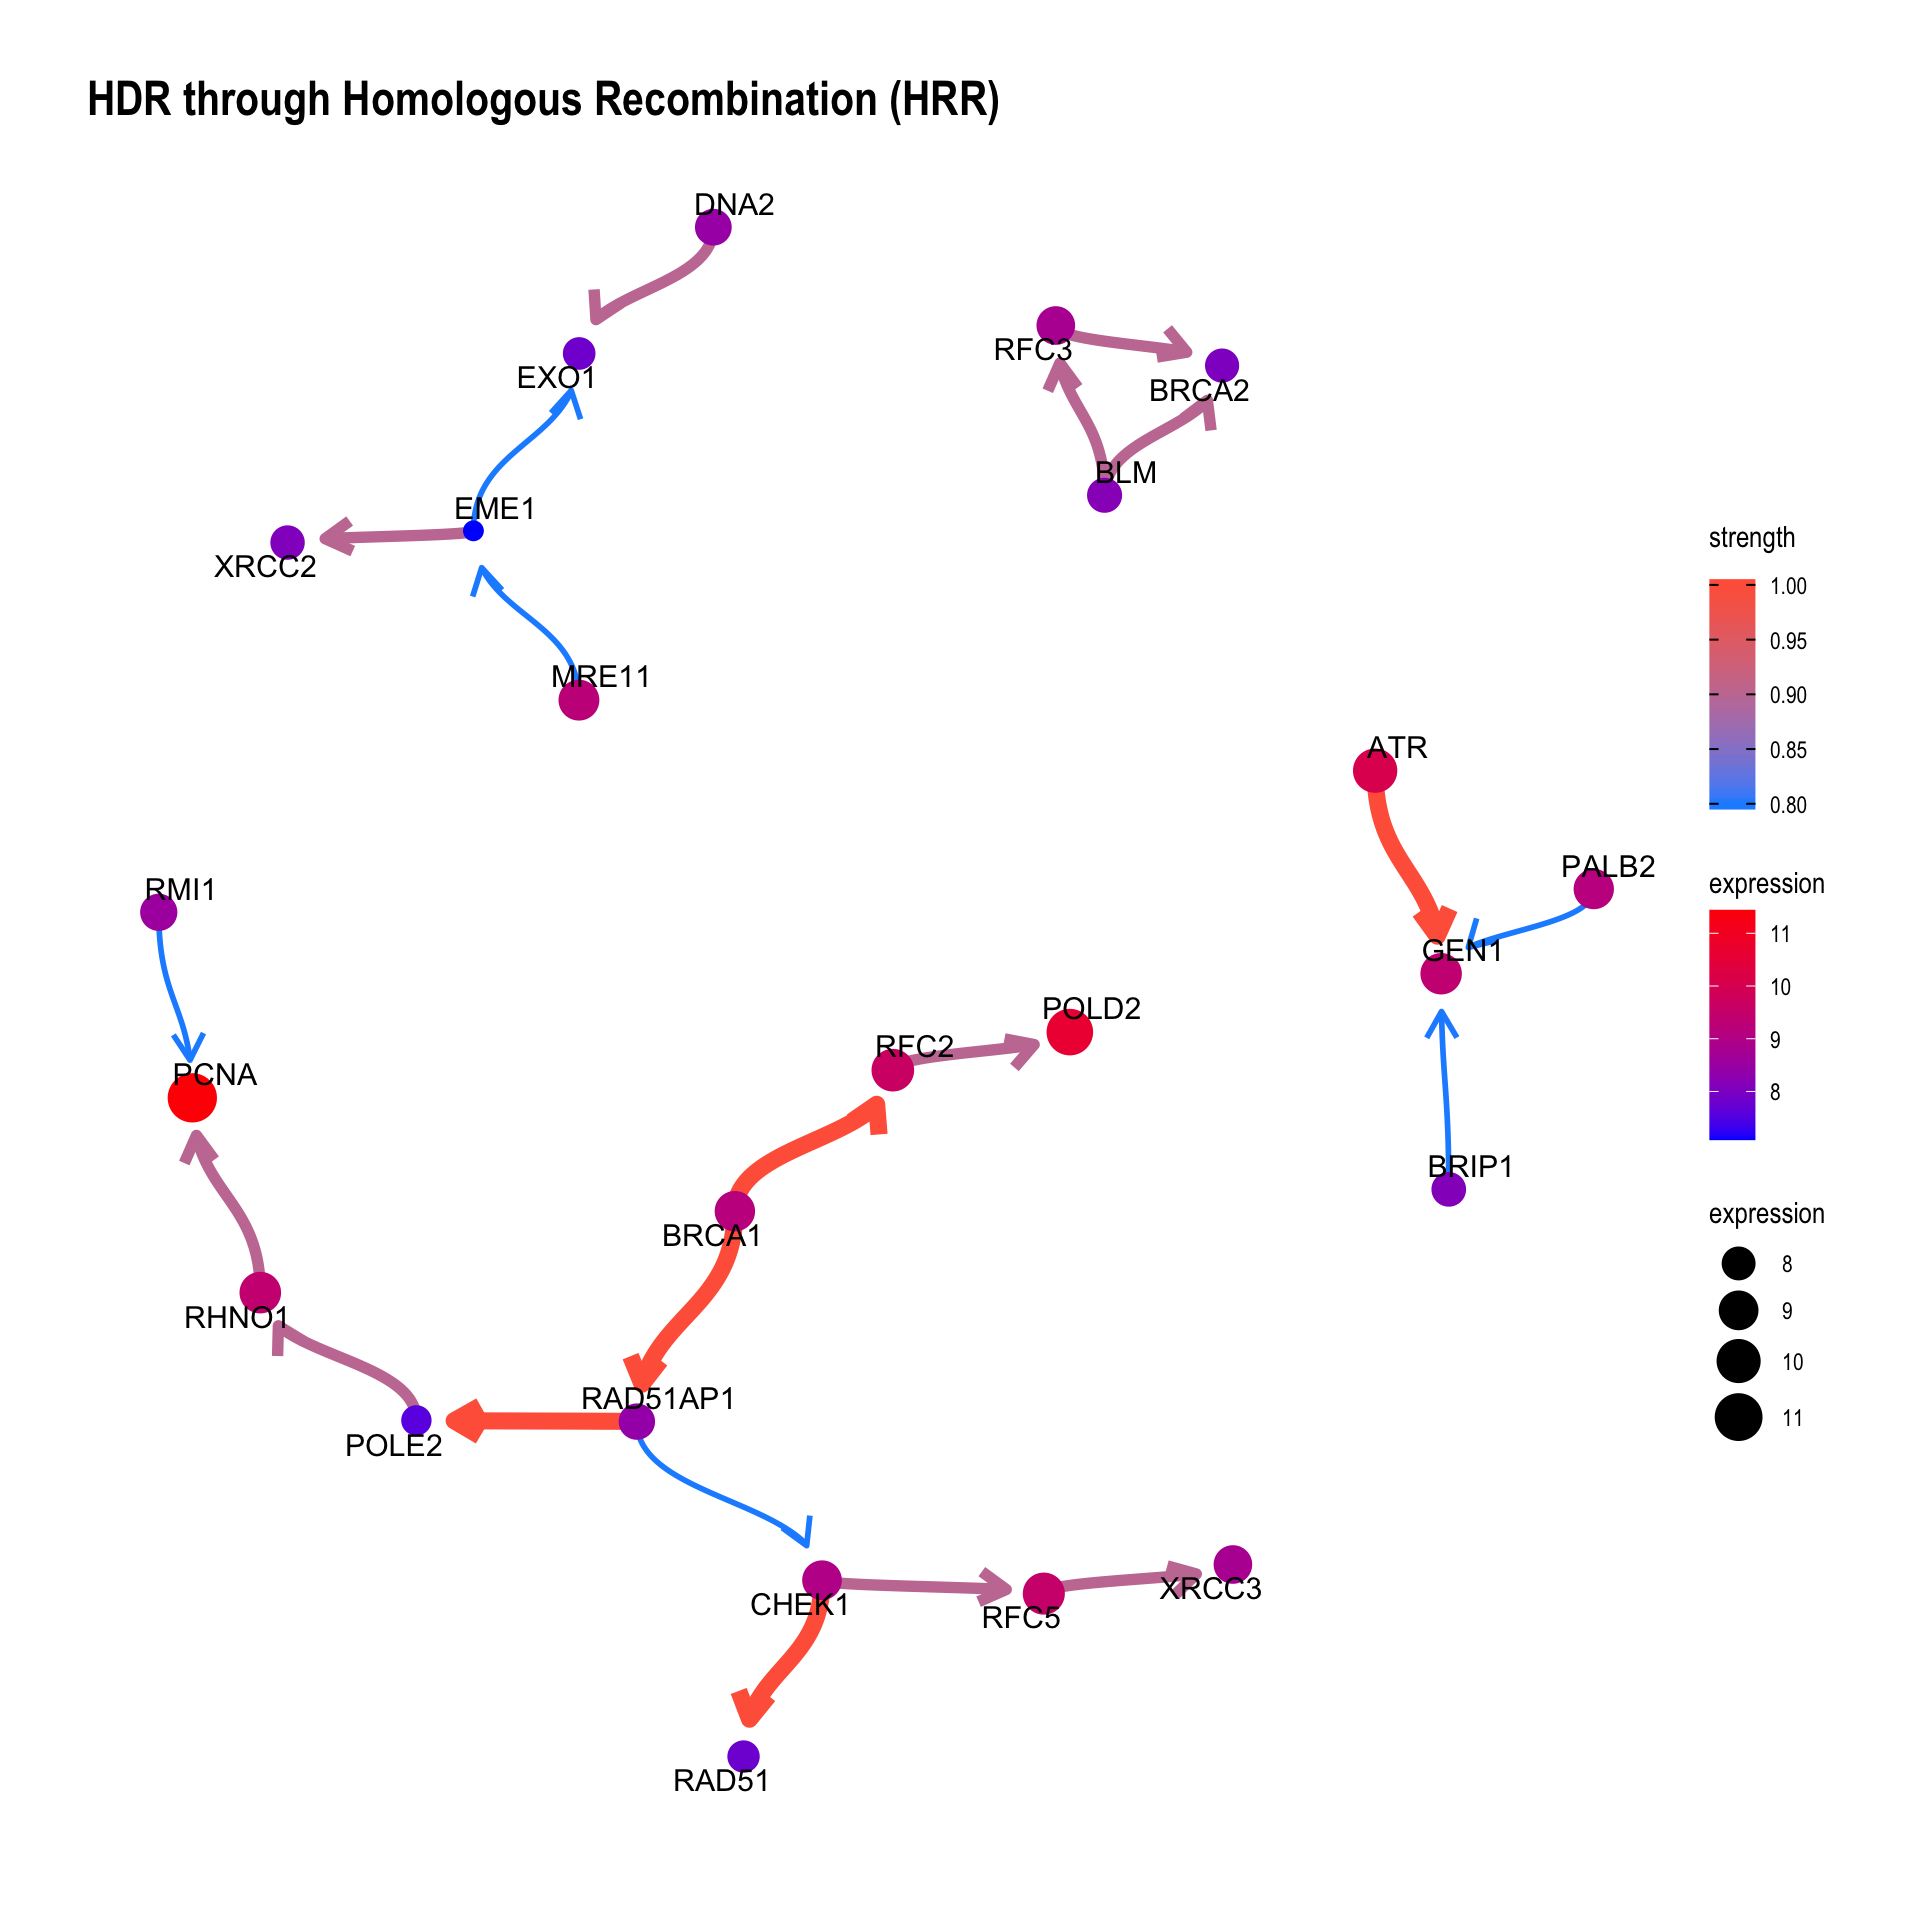 HDR through Homologous Recombination (HRR)
DNA2
RFC3
EXO1
BRCA2
BLM
EME1
XRCC2
MRE11
strength
1.00
0.95
0.90
0.85
0.80
ATR
PALB2
GEN1
BRIP1
expression
11
10
9
8
RMI1
PCNA
POLD2
RFC2
BRCA1
RHNO1
RAD51AP1
POLE2
expression
8
9
10
11
CHEK1
RFC5
XRCC3
RAD51